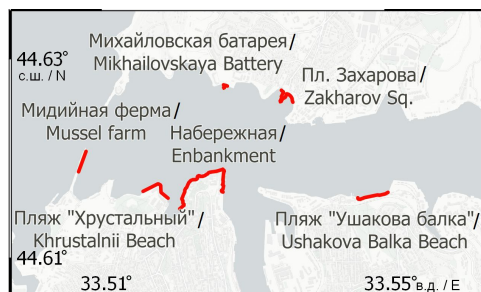 Михайловская батарея/
Mikhailovskaya Battery
44.63°
с.ш. / N
Пл. Захарова/
Zakharov Sq.
Мидийная ферма/
Mussel farm
Набережная/
Enbankment
Пляж "Хрустальный"/
Khrustalnii Beach
Пляж "Ушакова балка"/
Ushakova Balka Beach
44.61°
33.51°
33.55° в.д. / E